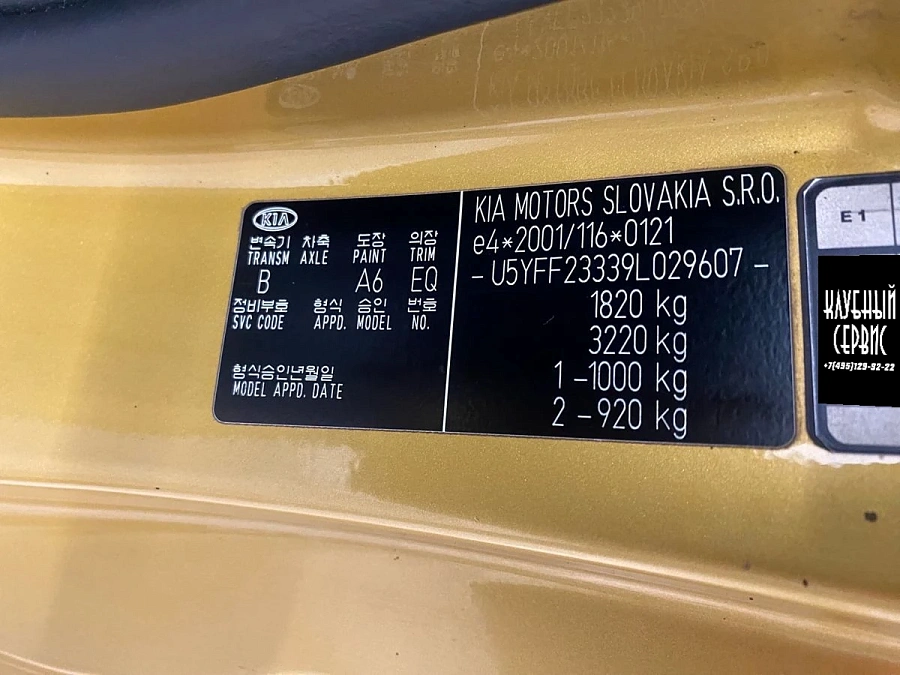 KIA
변속기 차축 도장 의장
TRANSM AXLE PAINT TRIM
B A6 EQ
정비부호 형식 승인 번호
SVC CODE APPD. MODEL NO.
형식승인년월일
MODEL APPD. DATE
KIA MOTORS SLOVAKIA S.R.O.
e4*2001/116*0121
- U5YFF23339L029607 -
1820 kg
3220 kg
1 -1000 kg
2 -920 kg
E1
КЛУБНЫЙ
СЕРВИС
+7(495)129-92-22